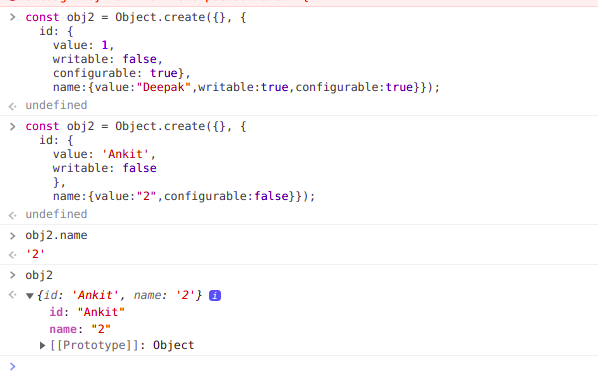 const obj2 = Object.create({}, {
id: {
value: 1,
writable: false,
configurable: true},
name:{value:"Deepak",writable:true,configurable:true}});
undefined
const obj2 = Object.create({}, {
id: {
value: 'Ankit',
writable: false
},
name:{value:"2",configurable:false}});
undefined
obj2.name
'2'
obj2
{id: 'Ankit', name: '2'} i
id: "Ankit"
name: "2"
[[Prototype]]: Object